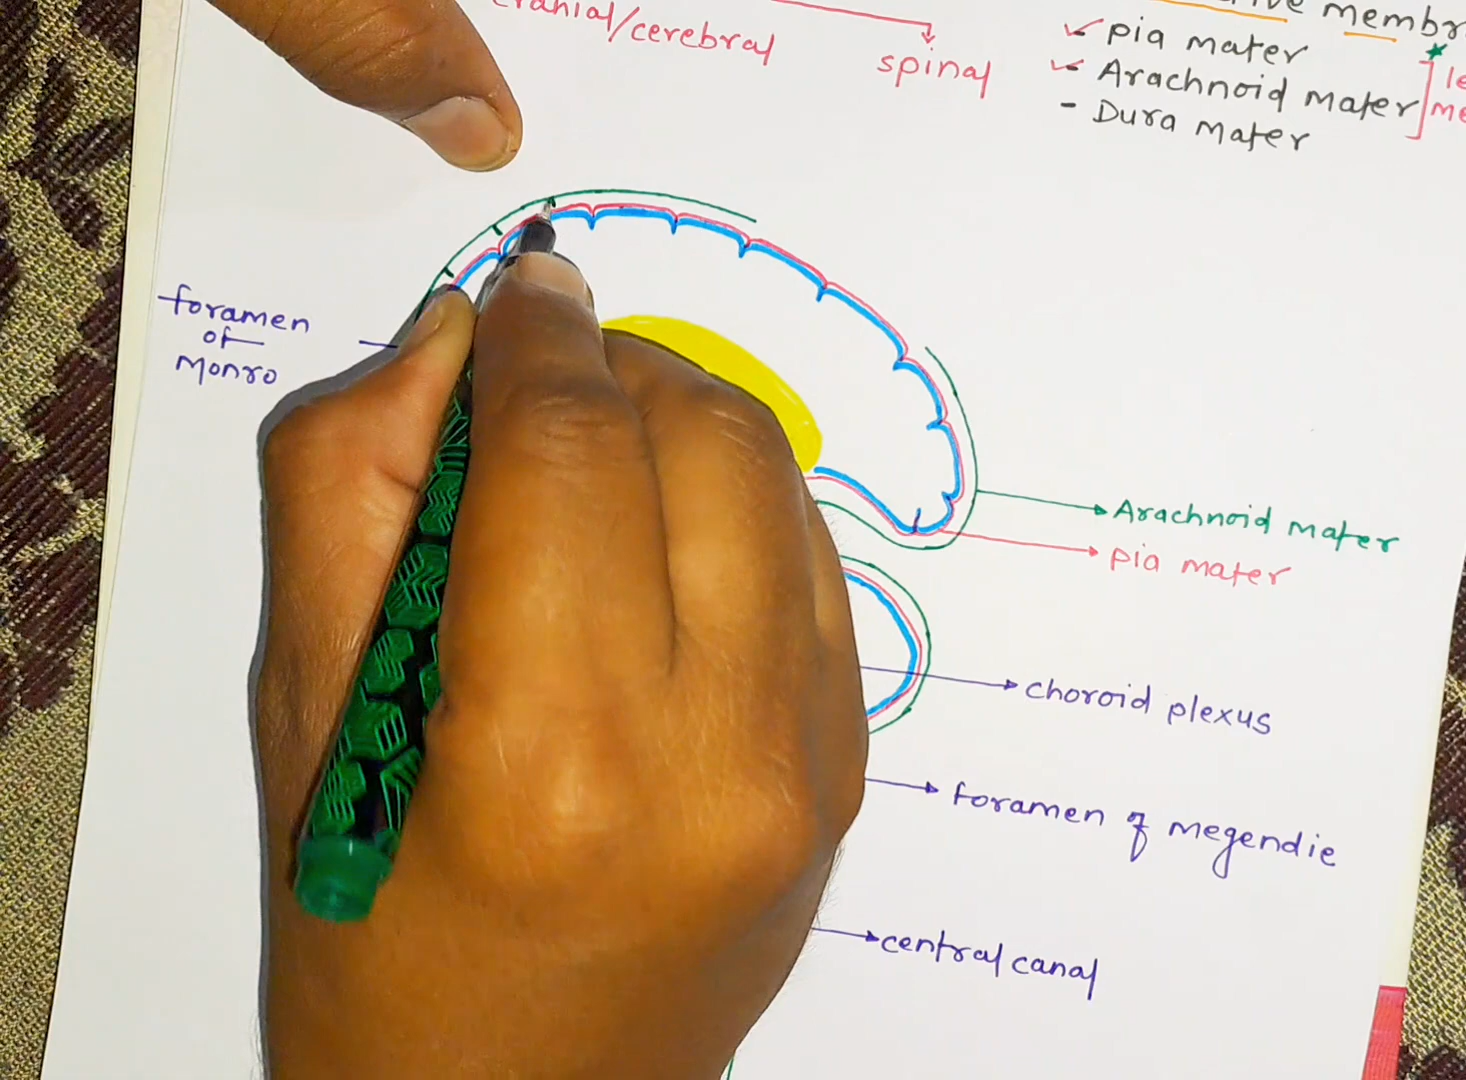 cranial/cerebral
spinal
pia mater
Arachnoid mater
- Dura mater
foramen
of
Monro
Arachnoid mater
pia mater
choroid plexus
foramen of megendie
central canal